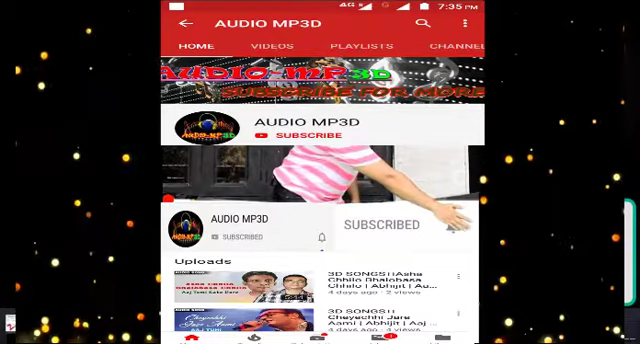 4G
G
7:35 PM
AUDIO MP3D
HOME
VIDEOS
PLAYLISTS
CHANNEL
AUDIO-MP3D
SUBSCRIBE FOR MORE
AUDIO MP3D
SUBSCRIBE
AUDIO MP3D
SUBSCRIBED
SUBSCRIBED
Uploads
3D SONGS||Asha
Chhilo Bhalobasa
Chhilo | Abhijit | Au...
4 days ago · 2 views
3D SONGS||
Cheyechhi Jare
Aami | Abhijit | Aaj...
4 days ago